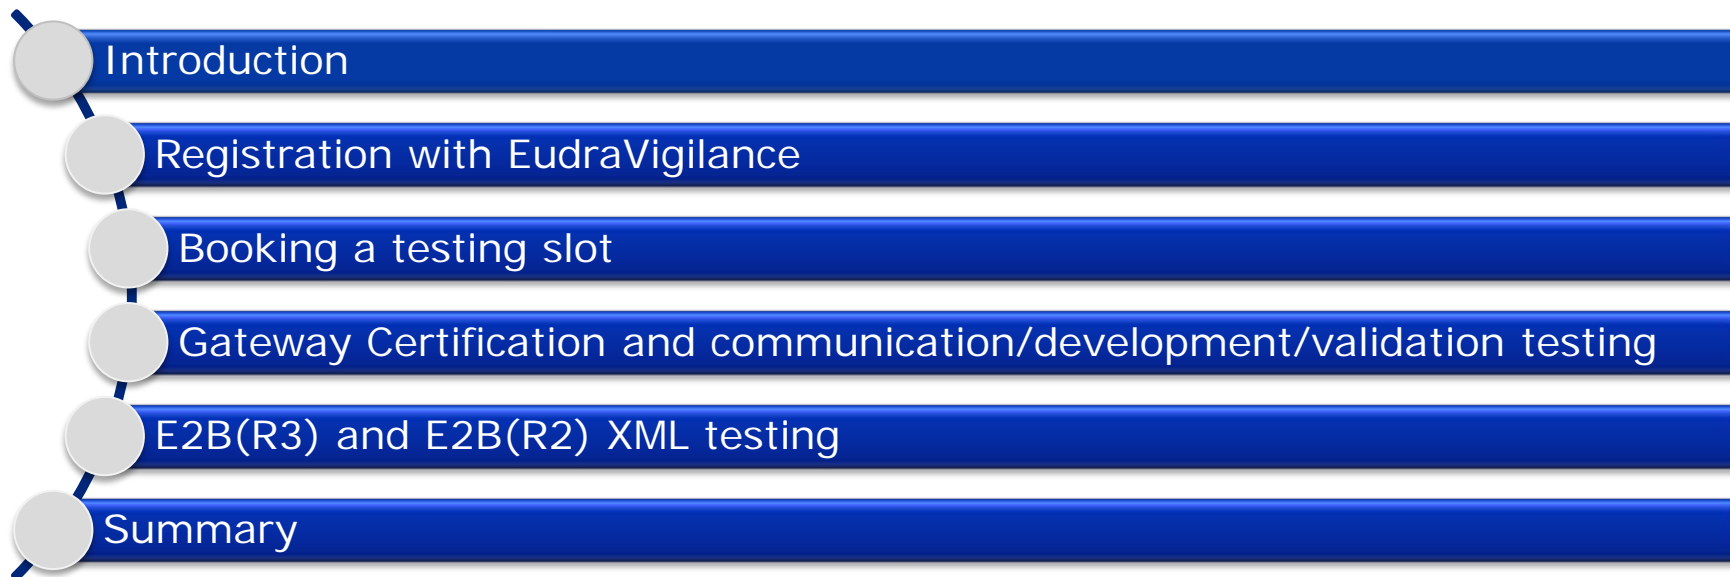 Introduction
Registration with EudraVigilance
Booking a testing slot
Gateway Certification and communication/development/validation testing
E2B(R3) and E2B(R2) XML testing
Summary